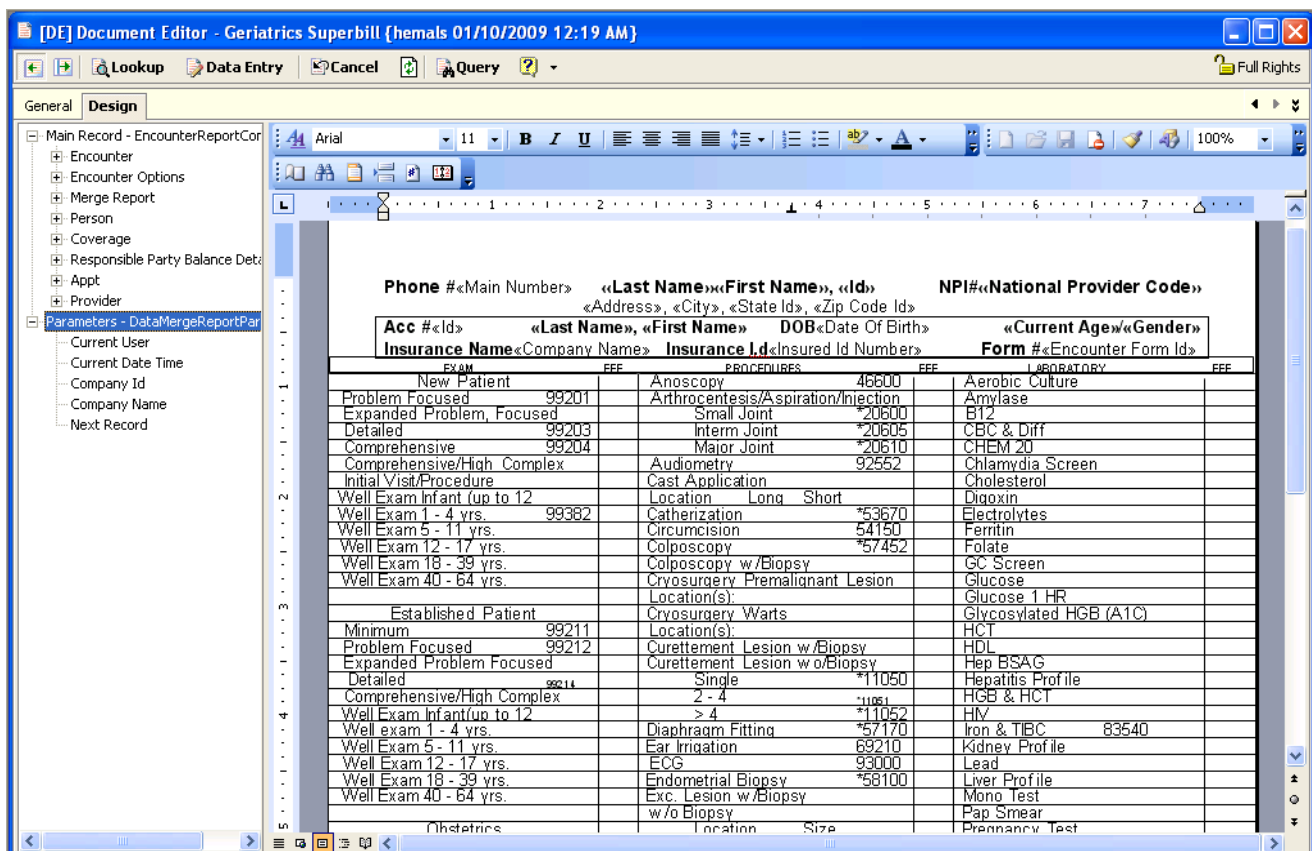 [DE] Document Editor - Geriatrics Superbill {hemals 01/10/2009 12:19 AM}
Lookup Data Entry Cancel Query Full Rights
General Design
Main Record - EncounterReportCor
Encounter
Encounter Options
Merge Report
Person
Coverage
Responsible Party Balance Deta
Appt
Provider
Parameters - DataMergeReportPar
Current User
Current Date Time
Company Id
Company Name
Next Record
Arial 11 B I U 100%
1 2 3 4 5 6 7
Phone #«Main Number» «Last Name»«First Name», «Id» NPI#«National Provider Code»
«Address», «City», «State Id», «Zip Code Id»
Acc #«Id» «Last Name», «First Name» DOB«Date Of Birth» «Current Age»/«Gender»
Insurance Name«Company Name» Insurance I.d«Insured Id Number» Form #«Encounter Form Id»
EXAM FEE PROCEDURES FEE LABORATORY FEE
New Patient Anoscopy 46600 Aerobic Culture
Problem Focused 99201 Arthrocentesis/Aspiration/Injection Amylase
Expanded Problem, Focused Small Joint *20600 B12
Detailed 99203 Interm Joint *20605 CBC & Diff
Comprehensive 99204 Major Joint *20610 CHEM 20
Comprehensive/High Complex Audiometry 92552 Chlamydia Screen
Initial Visit/Procedure Cast Application Cholesterol
Well Exam Infant (up to 12 Location Long Short Digoxin
Well Exam 1 - 4 yrs. 99382 Catherization *53670 Electrolytes
Well Exam 5 - 11 yrs. Circumcision 54150 Ferritin
Well Exam 12 - 17 yrs. Colposcopy *57452 Folate
Well Exam 18 - 39 yrs. Colposcopy w/Biopsy GC Screen
Well Exam 40 - 64 yrs. Cryosurgery Premalignant Lesion Glucose
Location(s): Glucose 1 HR
Established Patient Cryosurgery Warts Glycosylated HGB (A1C)
Minimum 99211 Location(s): HCT
Problem Focused 99212 Curettement Lesion w/Biopsy HDL
Expanded Problem Focused Curettement Lesion w/o/Biopsy Hep BSAG
Detailed 99214 Single *11050 Hepatitis Profile
Comprehensive/High Complex 2 - 4 *11051 HGB & HCT
Well Exam Infant(up to 12 > 4 *11052 HIV
Well exam 1 - 4 yrs. Diaphragm Fitting *57170 Iron & TIBC 83540
Well Exam 5 - 11 yrs. Ear Irrigation 69210 Kidney Profile
Well Exam 12 - 17 yrs. ECG 93000 Lead
Well Exam 18 - 39 yrs. Endometrial Biopsy *58100 Liver Profile
Well Exam 40 - 64 yrs. Exc. Lesion w/Biopsy Mono Test
w/o Biopsy Pap Smear
Obstetrics Location Size Pregnancy Test